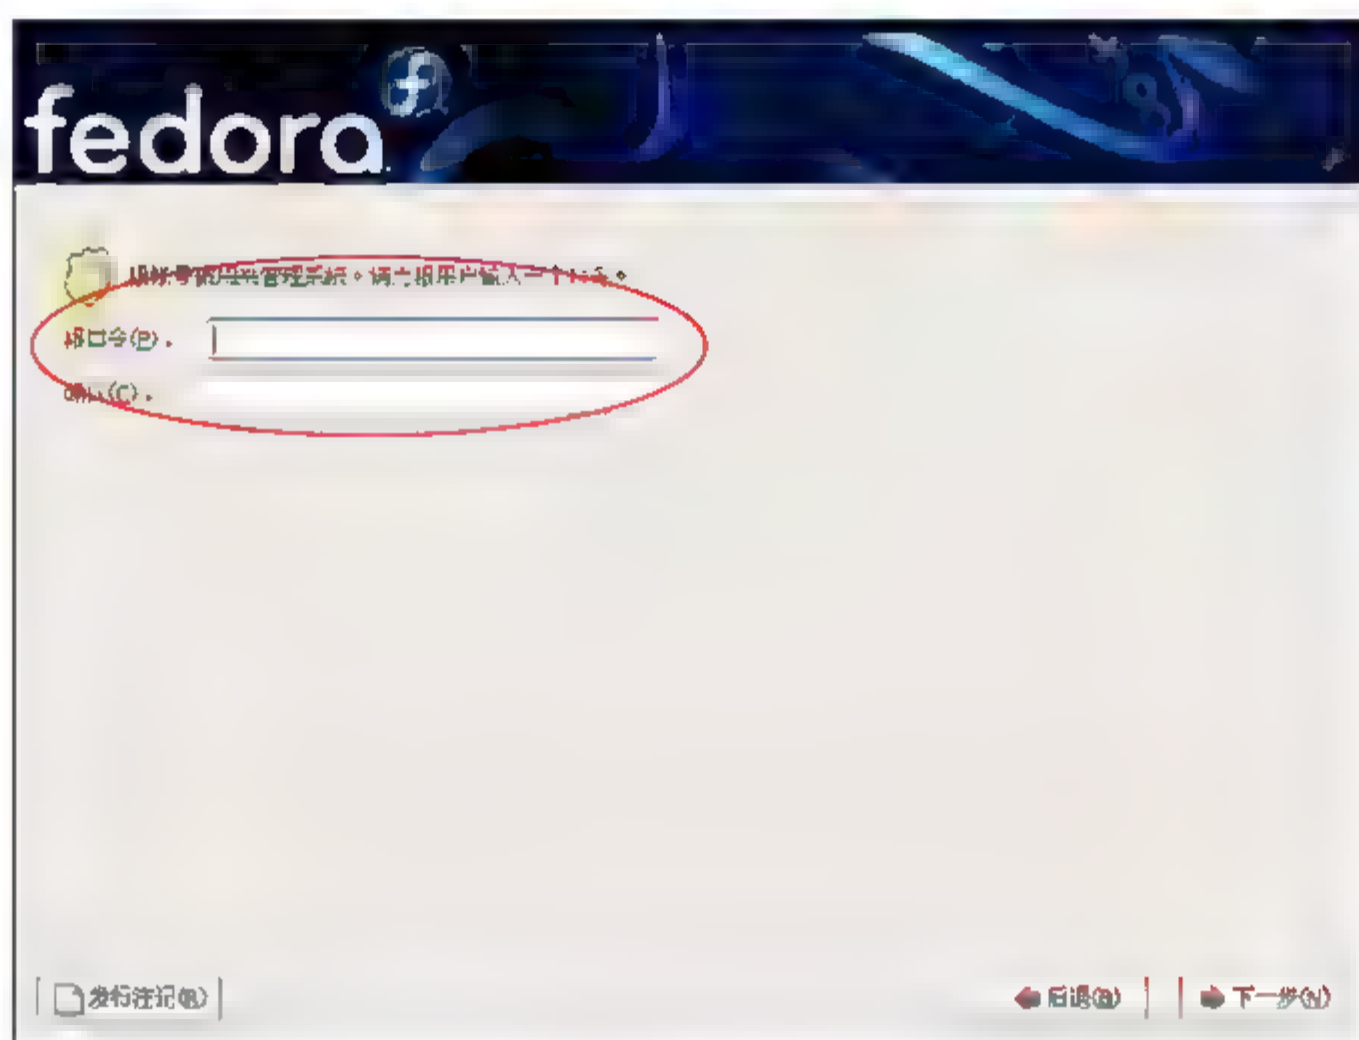 fedora
根帐号被用来管理系统。请为根用户输入一个口令。
根口令(P):
确认(C):
发行注记(R)
后退(B)
下一步(N)